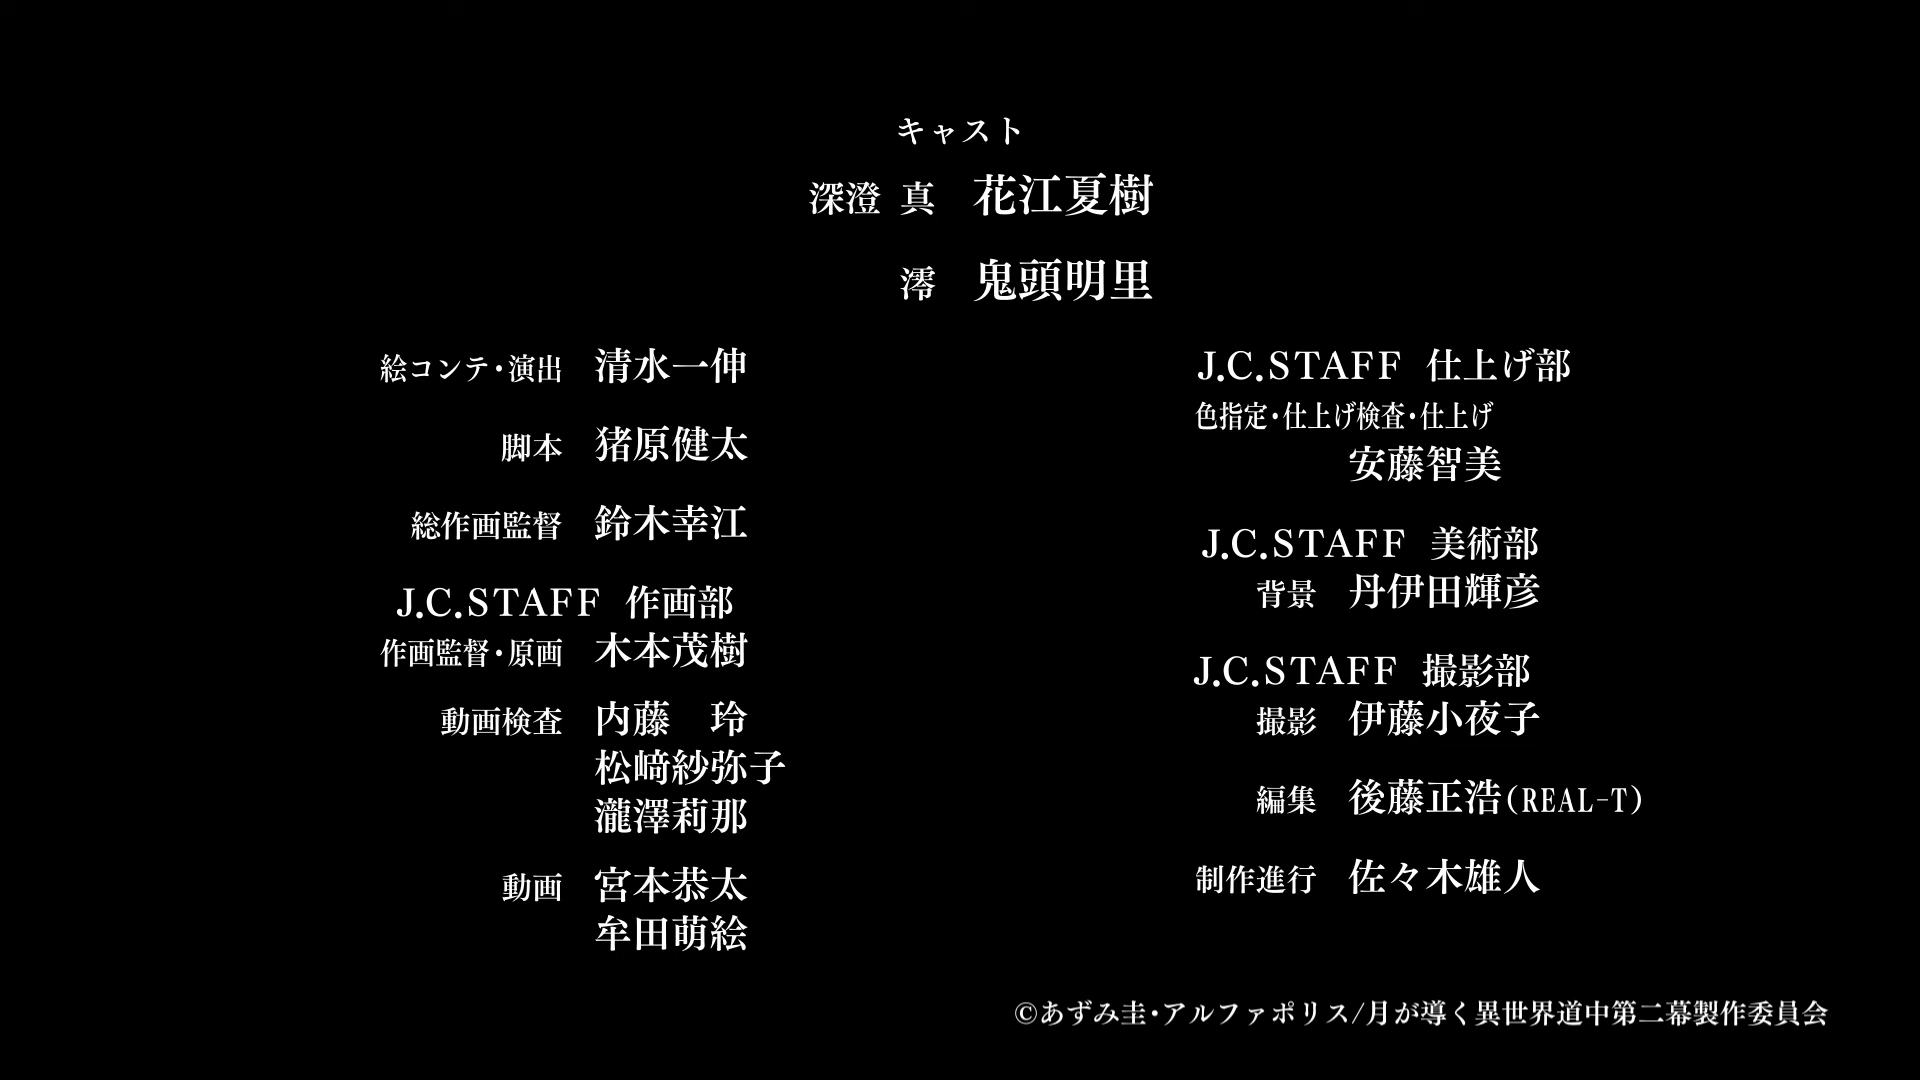 キャスト
深澄 真 花江夏樹
澪 鬼頭明里
絵コンテ・演出 清水一伸
脚本 猪原健太
総作画監督 鈴木幸江
J.C.STAFF 作画部
作画監督・原画 木本茂樹
動画検査 内藤 玲
松﨑紗弥子
瀧澤莉那
動画 宮本恭太
牟田萌絵
J.C.STAFF 仕上げ部
色指定・仕上げ検査・仕上げ
安藤智美
J.C.STAFF 美術部
背景 丹伊田輝彦
J.C.STAFF 撮影部
撮影 伊藤小夜子
編集 後藤正浩(REAL-T)
制作進行 佐々木雄人
©あずみ圭・アルファポリス/月が導く異世界道中第二幕製作委員会